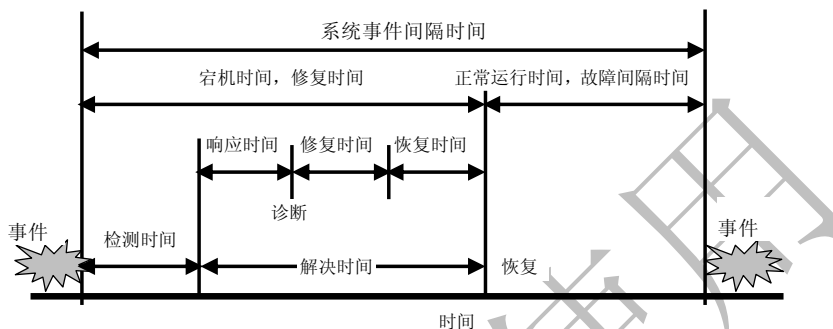 系统事件间隔时间
宕机时间，修复时间
正常运行时间，故障间隔时间
响应时间
修复时间
恢复时间
诊断
事件
检测时间
解决时间
恢复
事件
时间